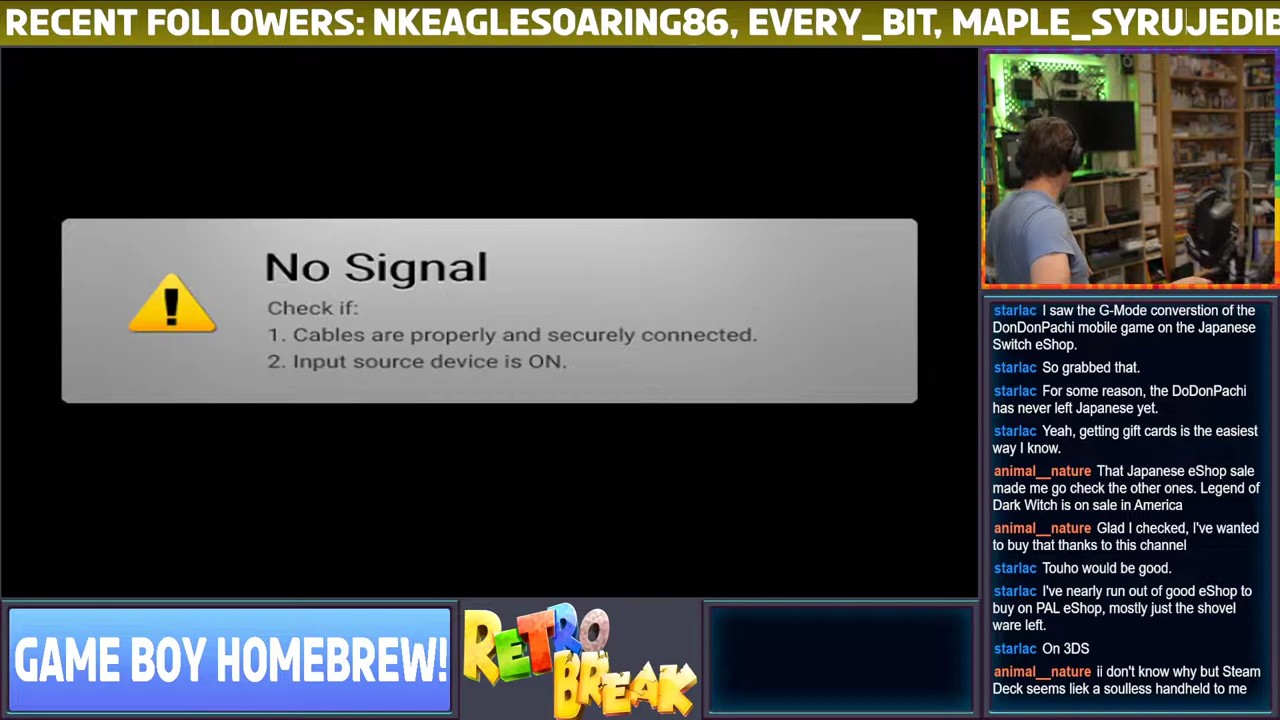 RECENT FOLLOWERS: NKEAGLESOARING86, EVERY_BIT, MAPLE_SYRUJEDIE
No Signal
Check if:
1. Cables are properly and securely connected.
2. Input source device is ON.
starlac I saw the G-Mode converstion of the
DonDonPachi mobile game on the Japanese
Switch eShop.
starlac So grabbed that.
starlac For some reason, the DoDonPachi
has never left Japanese yet.
starlac Yeah, getting gift cards is the easiest
way I know.
animal__nature That Japanese eShop sale
made me go check the other ones. Legend of
Dark Witch is on sale in America
animal__nature Glad I checked, I've wanted
to buy that thanks to this channel
starlac Touho would be good.
starlac I've nearly run out of good eShop to
buy on PAL eShop, mostly just the shovel
ware left.
starlac On 3DS
animal__nature ii don't know why but Steam
Deck seems liek a soulless handheld to me
GAME BOY HOMEBREW!
RETRO
BREAK